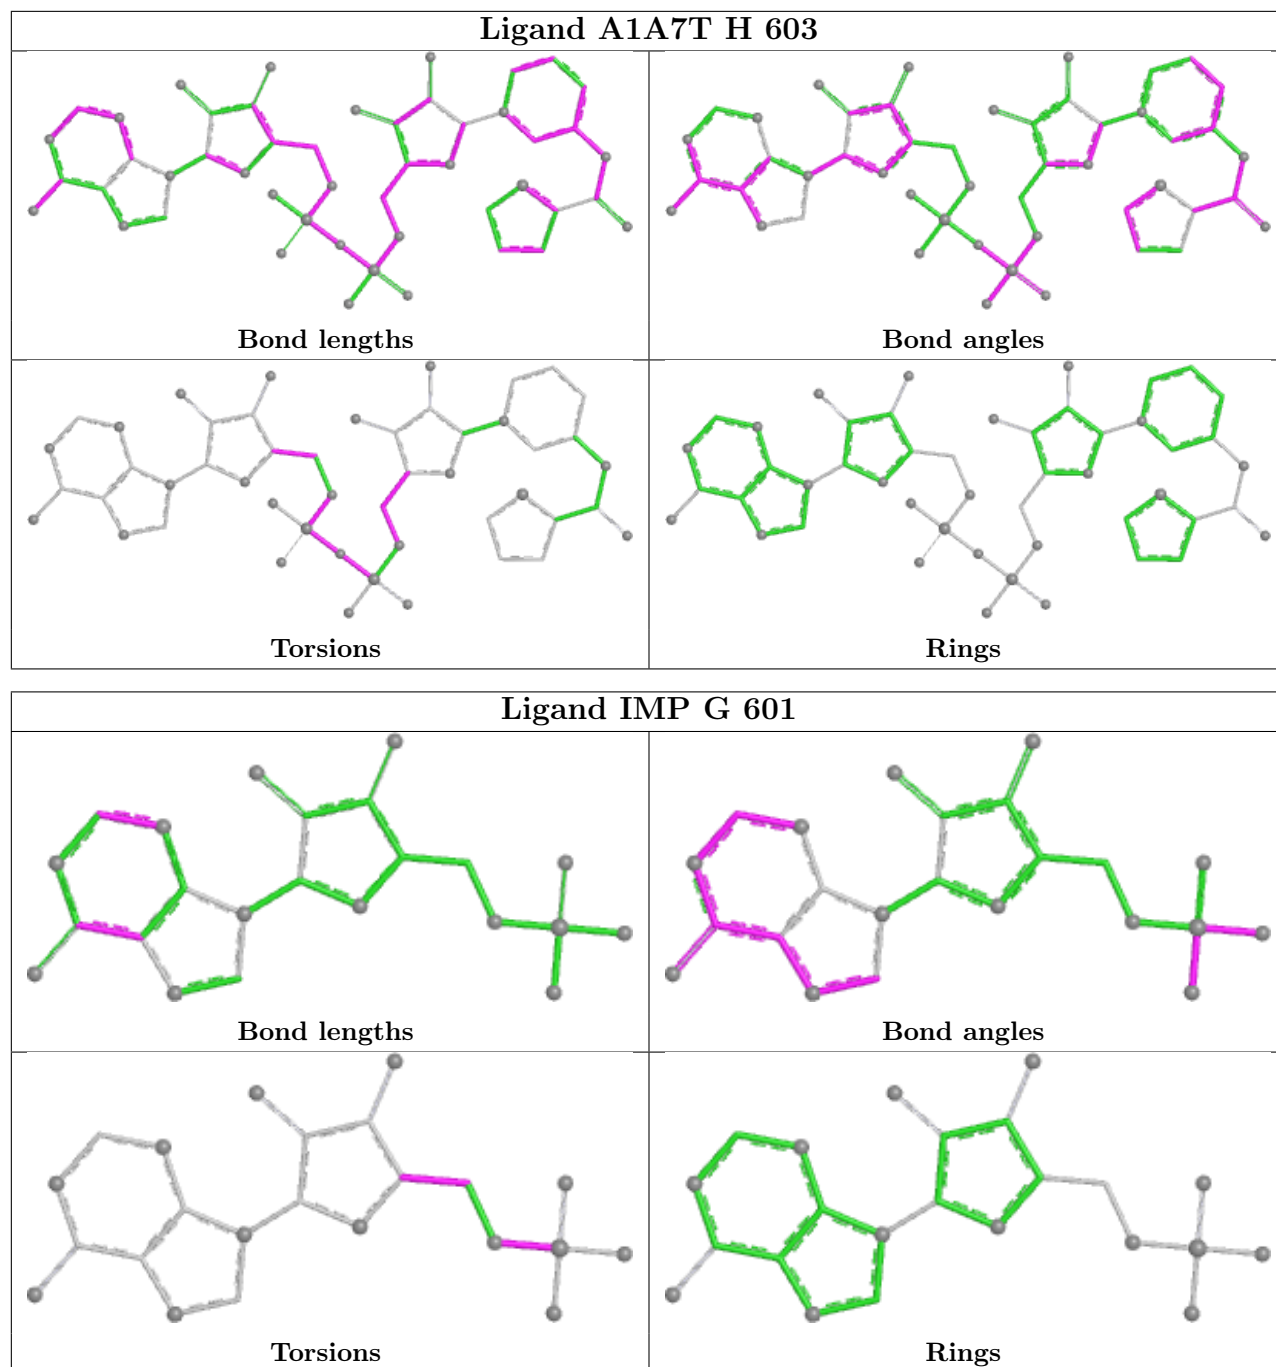 Ligand A1A7T H 603
Bond lengths
Bond angles
Torsions
Rings
Ligand IMP G 601
Bond lengths
Bond angles
Torsions
Rings